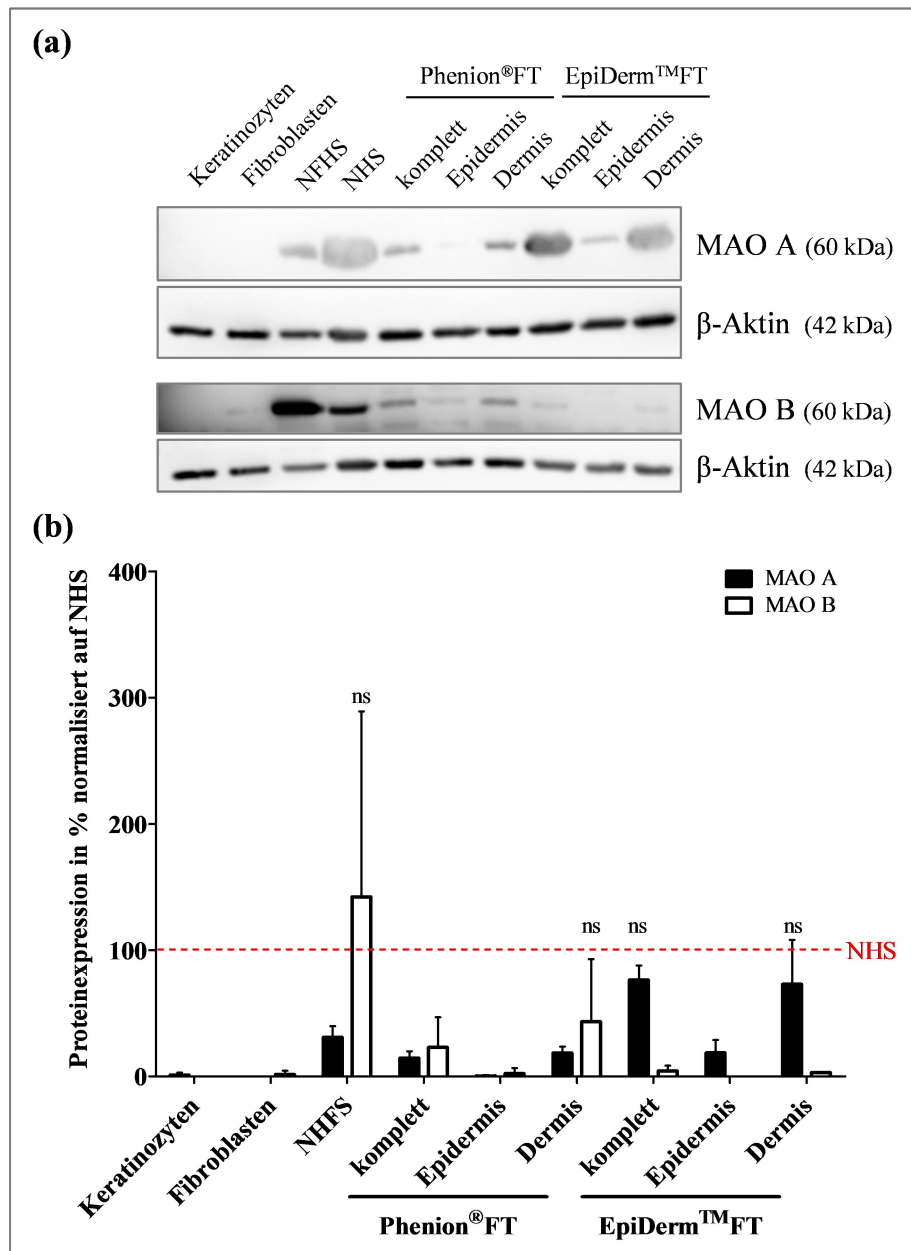 (a)
Phenion®FT EpiDerm™FT
Keratinozyten Fibroblasten NFHS NHS komplett Epidermis Dermis komplett Epidermis Dermis
MAO A (60 kDa)
β-Aktin (42 kDa)
MAO B (60 kDa)
β-Aktin (42 kDa)
(b)
Proteinexpression in % normalisiert auf NHS
400
300
200
100
0
MAO A
MAO B
ns
ns ns ns
NHS
Keratinozyten Fibroblasten NHFS komplett Epidermis Dermis komplett Epidermis Dermis
Phenion®FT EpiDerm™FT